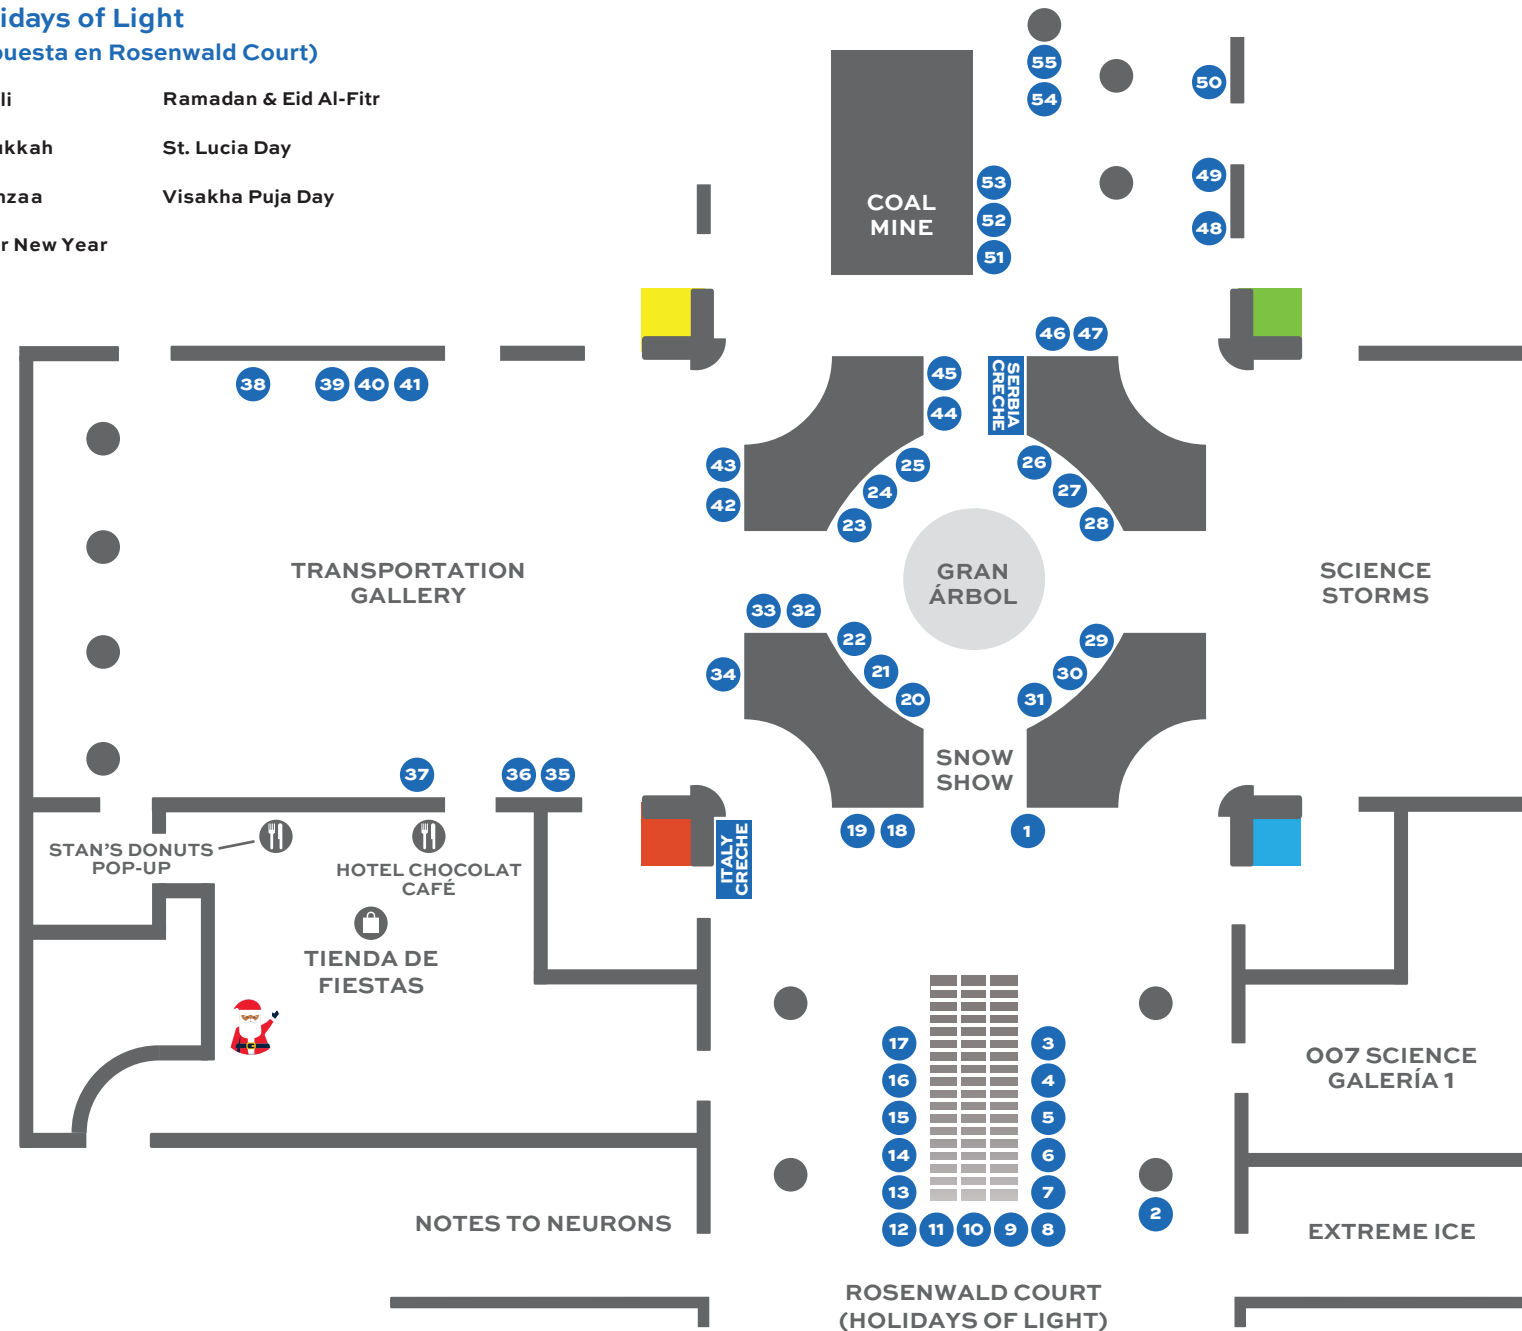 idays of Light
puesta en Rosenwald Court)
li
Ramadan & Eid Al-Fitr
ukkah
St. Lucia Day
nzaa
Visakha Puja Day
r New Year
55
54
50
49
48
COAL
MINE
53
52
51
46
47
38
39
40
41
45
44
SERBIA
CRECHE
43
42
25
24
23
26
27
28
TRANSPORTATION
GALLERY
GRAN
ÁRBOL
SCIENCE
STORMS
33
32
34
22
21
20
29
30
31
SNOW
SHOW
37
36
35
19
18
1
STAN'S DONUTS
POP-UP
HOTEL CHOCOLAT
CAFÉ
ITALY
CRECHE
TIENDA DE
FIESTAS
17
3
16
4
15
5
14
6
13
7
12
11
10
9
8
2
007 SCIENCE
GALERÍA 1
NOTES TO NEURONS
EXTREME ICE
ROSENWALD COURT
(HOLIDAYS OF LIGHT)